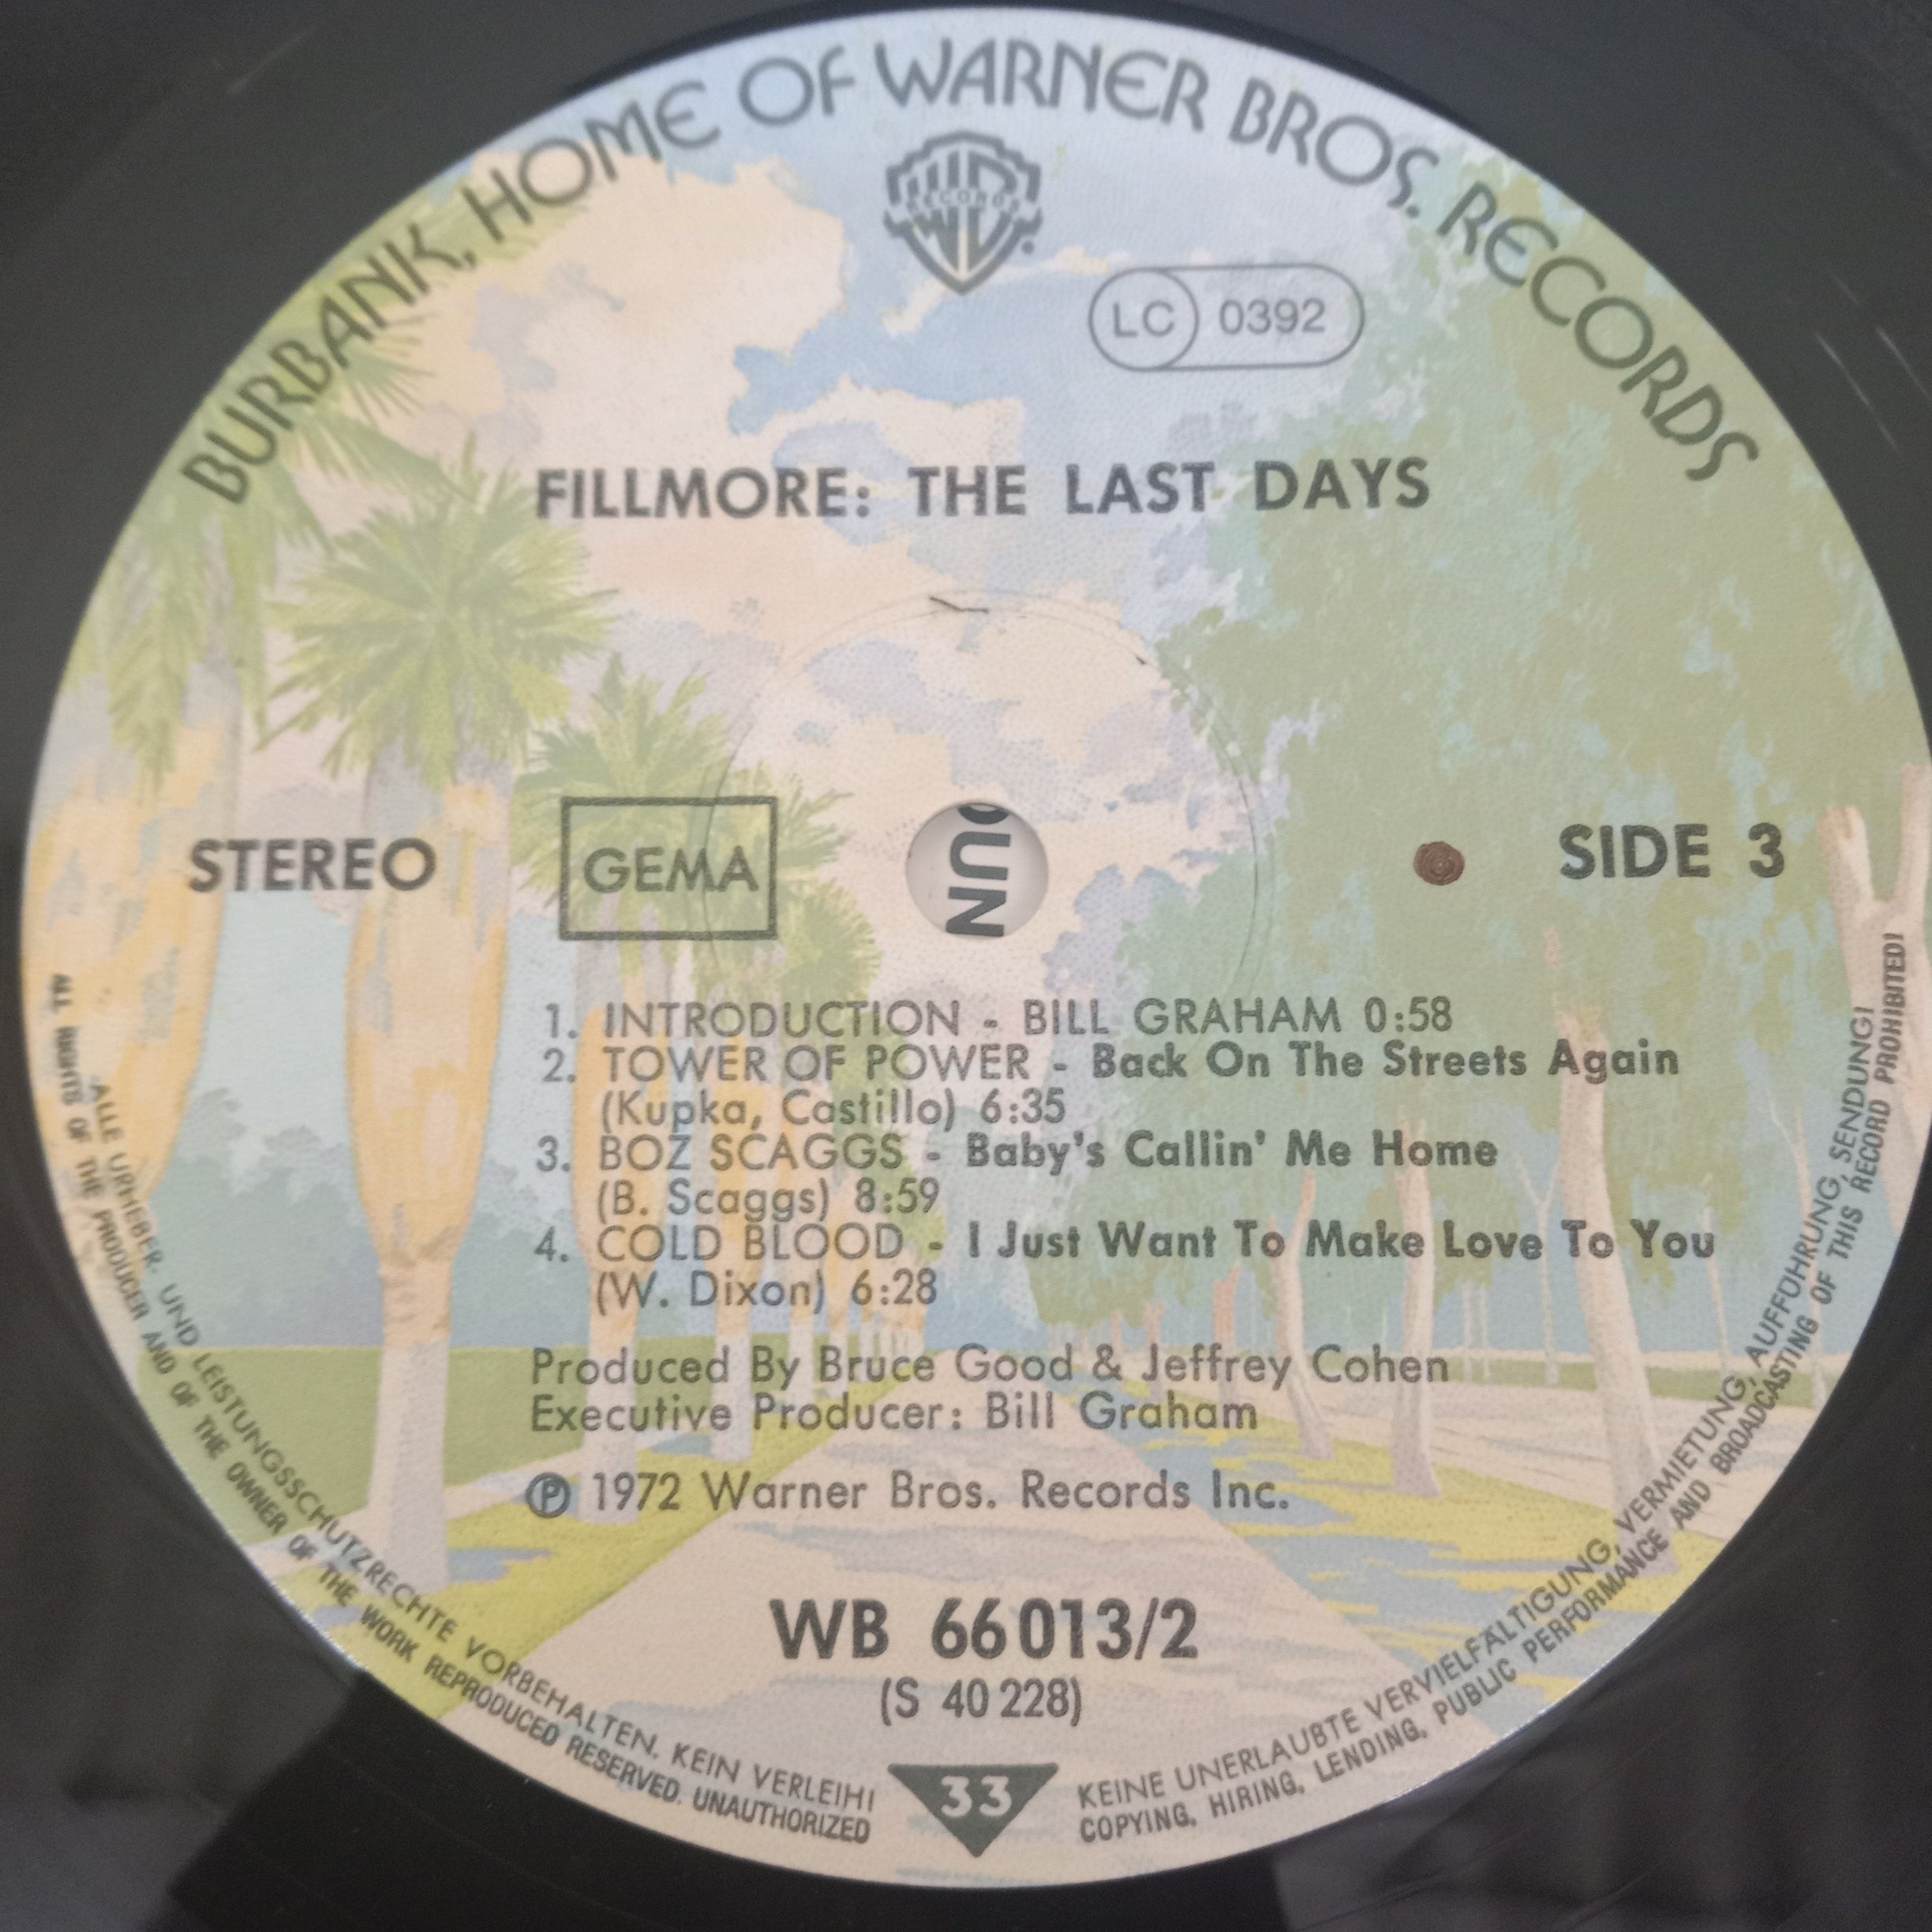 BURBANK, HOME OF WARNER BROS. RECORDS
RECORDS
LC 0392
FILLMORE: THE LAST DAYS
STEREO
GEMA
OUN
SIDE 3
1. INTRODUCTION - BILL GRAHAM 0:58
2. TOWER OF POWER - Back On The Streets Again
(Kupka, Castillo) 6:35
3. BOZ SCAGGS - Baby's Callin' Me Home
(B. Scaggs) 8:59
4. COLD BLOOD - I Just Want To Make Love To You
(W. Dixon) 6:28
Produced By Bruce Good & Jeffrey Cohen
Executive Producer: Bill Graham
℗ 1972 Warner Bros. Records Inc.
WB 66013/2
(S 40228)
33
ALLE URHEBER- UND LEISTUNGSSCHUTZRECHTE VORBEHALTEN. KEIN VERLEIH! KEINE UNERLAUBTE VERVIELFÄLTIGUNG, VERMIETUNG, AUFFÜHRUNG, SENDUNG!
ALL RIGHTS OF THE PRODUCER AND OF THE OWNER OF THE WORK REPRODUCED RESERVED. UNAUTHORIZED COPYING, HIRING, LENDING, PUBLIC PERFORMANCE AND BROADCASTING OF THIS RECORD PROHIBITED!